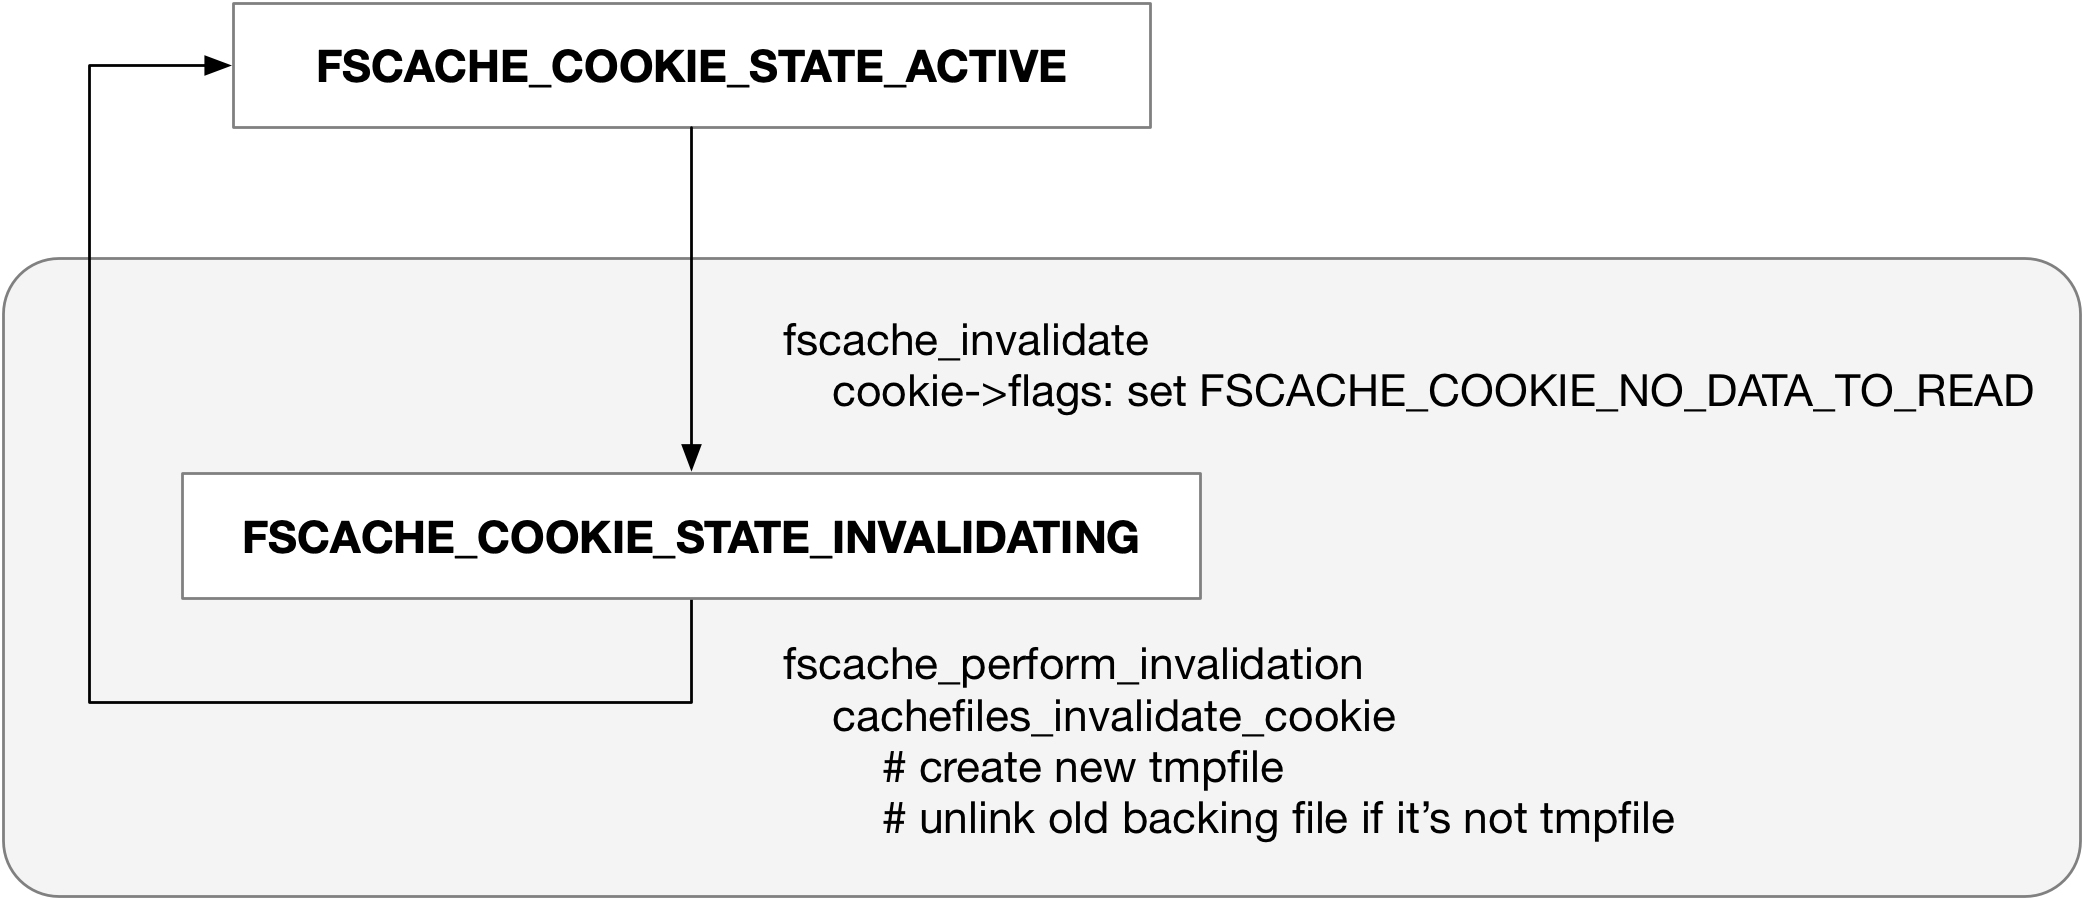 FSCACHE_COOKIE_STATE_ACTIVE
fscache_invalidate
cookie->flags: set FSCACHE_COOKIE_NO_DATA_TO_READ
FSCACHE_COOKIE_STATE_INVALIDATING
fscache_perform_invalidation
cachefiles_invalidate_cookie
# create new tmpfile
# unlink old backing file if it’s not tmpfile